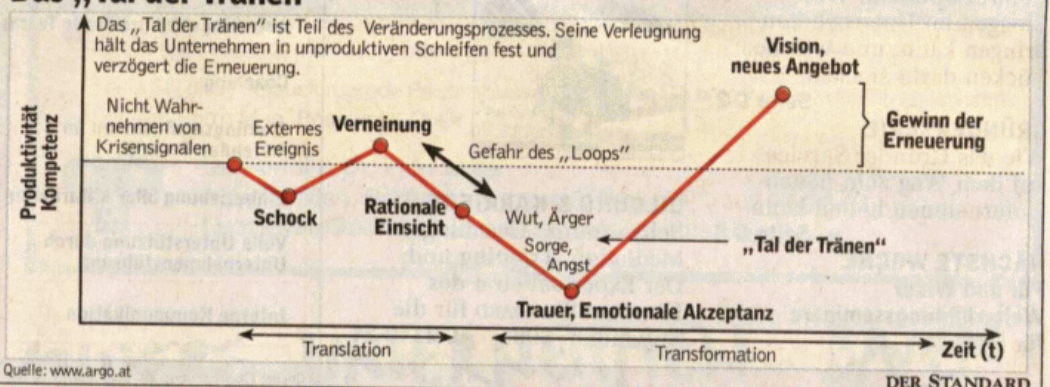 Das „Tal der Tränen“
Das „Tal der Tränen“ ist Teil des Veränderungsprozesses. Seine Verleugnung
hält das Unternehmen in unproduktiven Schleifen fest und
verzögert die Erneuerung.
Vision,
neues Angebot
Nicht Wahr-
nehmen von
Krisensignalen
Externes
Ereignis
Verneinung
Gefahr des „Loops“
Gewinn der
Erneuerung
Produktivität
Kompetenz
Schock
Rationale
Einsicht
Wut, Ärger
Sorge,
Angst
„Tal der Tränen“
Trauer, Emotionale Akzeptanz
Translation
Transformation
Zeit (t)
Quelle: www.argo.at
DER STANDARD